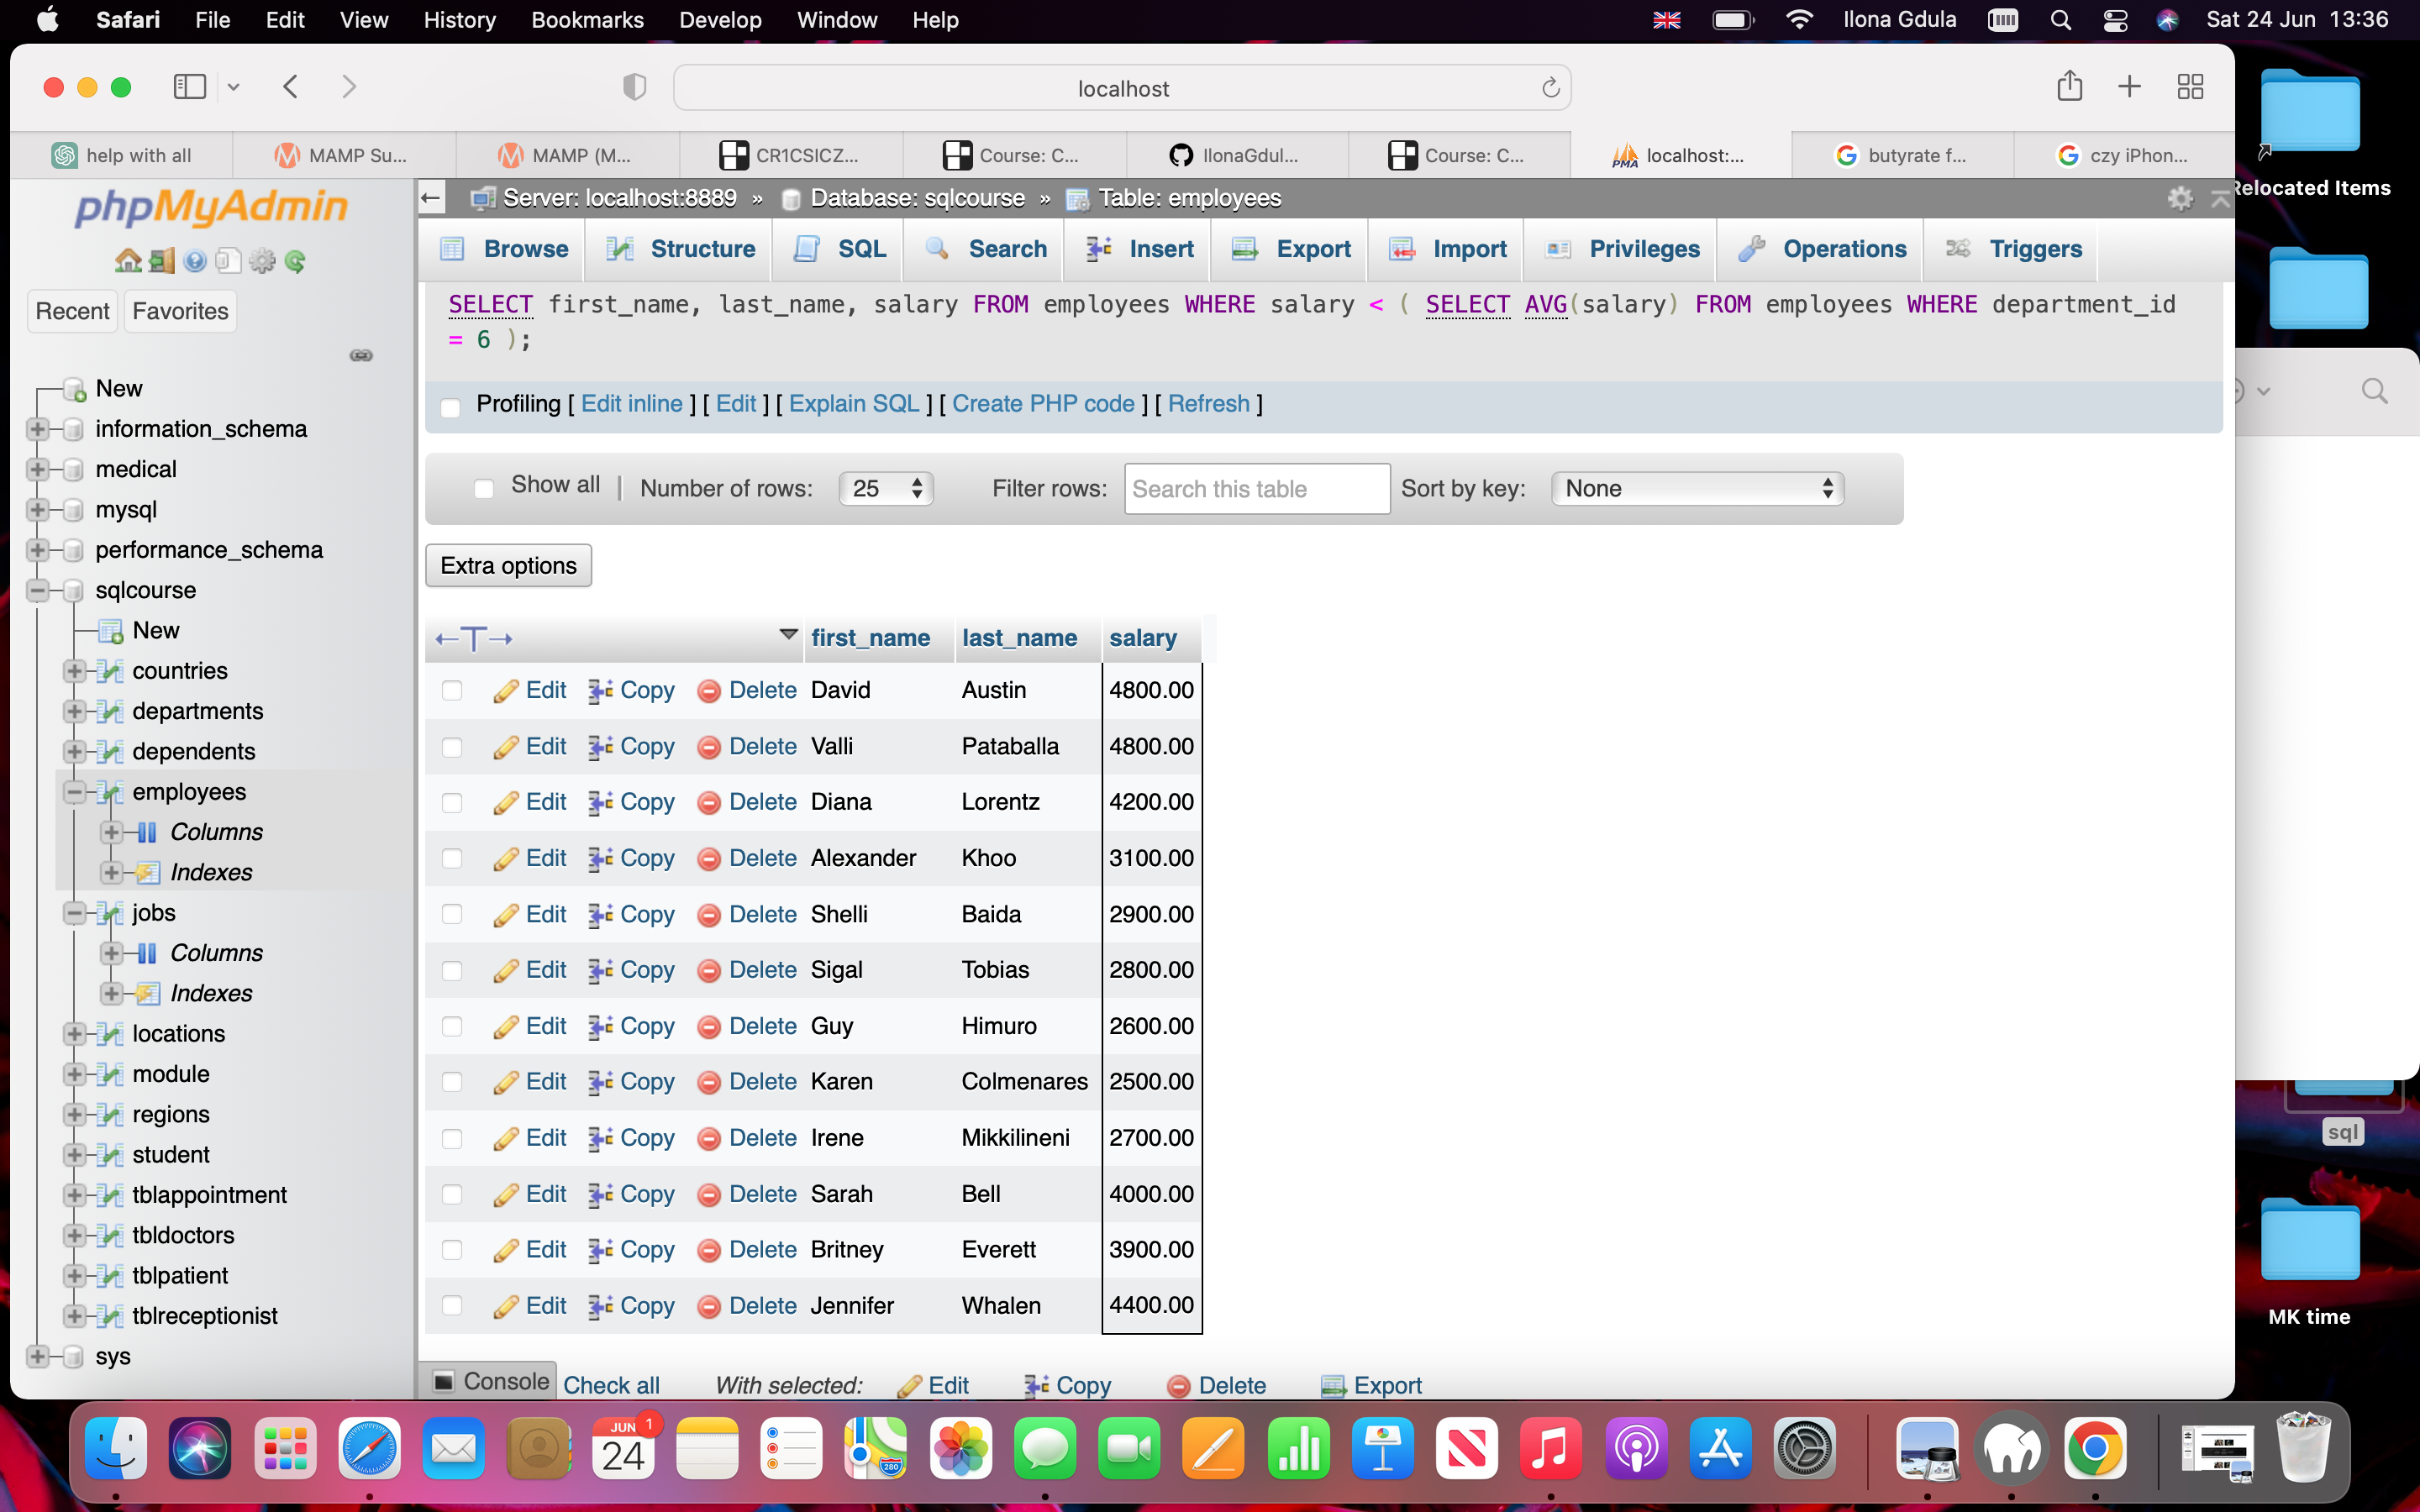 Safari File Edit View History Bookmarks Develop Window Help Ilona Gdula Sat 24 Jun 13:36
localhost
help with all MAMP Su... MAMP (M... CR1CSICZ... Course: C... IlonaGdul... Course: C... localhost:... butyrate f... czy iPhon...
phpMyAdmin
Recent Favorites
New
information_schema
medical
mysql
performance_schema
sqlcourse
New
countries
departments
dependents
employees
Columns
Indexes
jobs
Columns
Indexes
locations
module
regions
student
tblappointment
tbldoctors
tblpatient
tblreceptionist
sys
Server: localhost:8889 » Database: sqlcourse » Table: employees
Browse Structure SQL Search Insert Export Import Privileges Operations Triggers
SELECT first_name, last_name, salary FROM employees WHERE salary < ( SELECT AVG(salary) FROM employees WHERE department_id
= 6 );
Profiling [ Edit inline ] [ Edit ] [ Explain SQL ] [ Create PHP code ] [ Refresh ]
Show all | Number of rows: 25 Filter rows: Search this table Sort by key: None
Extra options
←T→ first_name last_name salary
Edit Copy Delete David Austin 4800.00
Edit Copy Delete Valli Pataballa 4800.00
Edit Copy Delete Diana Lorentz 4200.00
Edit Copy Delete Alexander Khoo 3100.00
Edit Copy Delete Shelli Baida 2900.00
Edit Copy Delete Sigal Tobias 2800.00
Edit Copy Delete Guy Himuro 2600.00
Edit Copy Delete Karen Colmenares 2500.00
Edit Copy Delete Irene Mikkilineni 2700.00
Edit Copy Delete Sarah Bell 4000.00
Edit Copy Delete Britney Everett 3900.00
Edit Copy Delete Jennifer Whalen 4400.00
Console Check all With selected: Edit Copy Delete Export
Relocated Items
sql
MK time
JUN 1
24
280